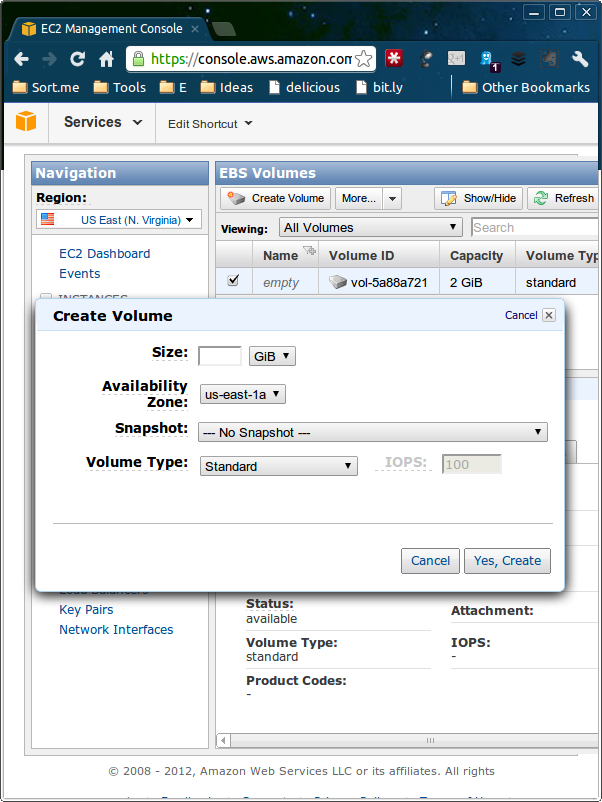 EC2 Management Console
https://console.aws.amazon.com
1
Sort.me Tools E Ideas delicious bit.ly Other Bookmarks
Services Edit Shortcut
Navigation
Region:
US East (N. Virginia)
EC2 Dashboard
Events
INSTANCES
EBS Volumes
Create Volume More... Show/Hide Refresh
Viewing: All Volumes Search
Name Volume ID Capacity Volume Typ
empty vol-5a88a721 2 GiB standard
Create Volume Cancel
Size: GiB
Availability
Zone: us-east-1a
Snapshot: --- No Snapshot ---
Volume Type: Standard IOPS: 100
Cancel Yes, Create
Load Balancers
Key Pairs
Network Interfaces
Status:
available
Attachment:
Volume Type:
standard
IOPS:
-
Product Codes:
-
© 2008 - 2012, Amazon Web Services LLC or its affiliates. All rights